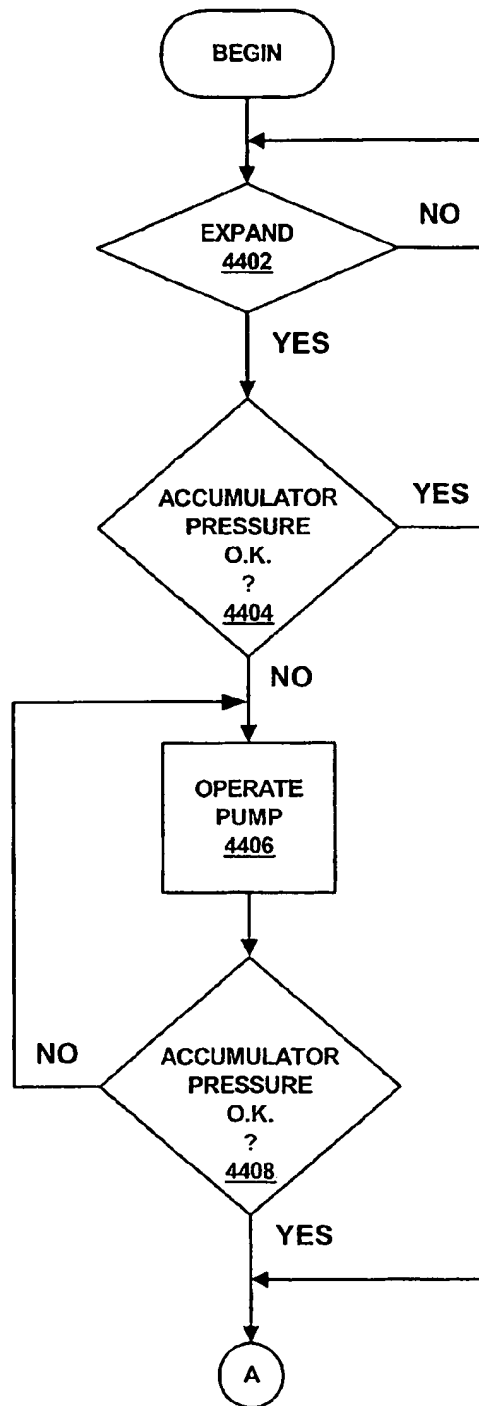 BEGIN
EXPAND
4402
NO
YES
ACCUMULATOR
PRESSURE
O.K.
?
4404
YES
NO
OPERATE
PUMP
4406
ACCUMULATOR
PRESSURE
O.K.
?
4408
NO
YES
A